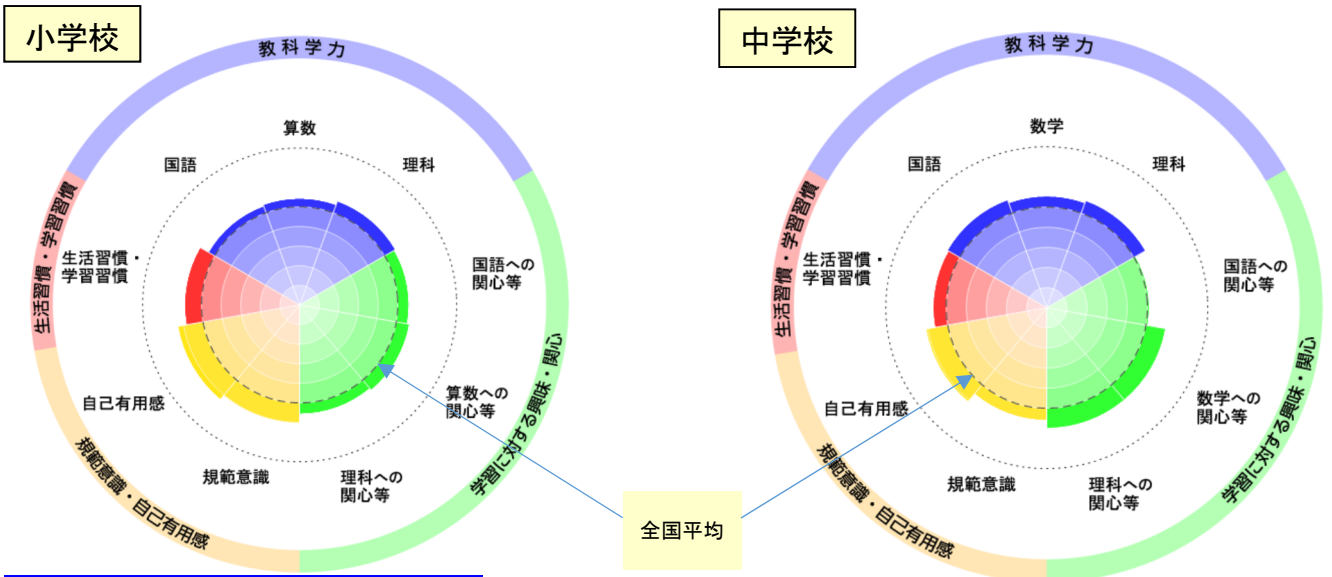 小学校
教科学力
算数
国語
理科
生活習慣・学習習慣
生活習慣・
学習習慣
国語への
関心等
自己有用感
算数への
関心等
規範意識
理科への
関心等
学習に対する興味・関心
規範意識・自己有用感
中学校
教科学力
数学
国語
理科
生活習慣・学習習慣
生活習慣・
学習習慣
国語への
関心等
自己有用感
数学への
関心等
規範意識
理科への
関心等
学習に対する興味・関心
規範意識・自己有用感
全国平均